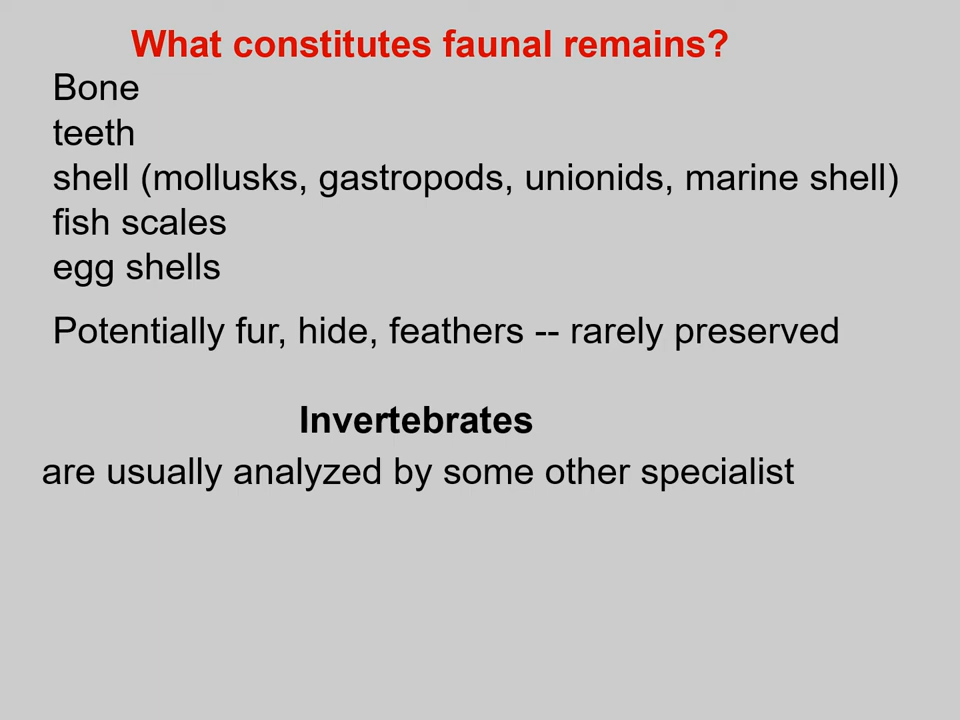 What constitutes faunal remains?
Bone
teeth
shell (mollusks, gastropods, unionids, marine shell)
fish scales
egg shells
Potentially fur, hide, feathers -- rarely preserved
Invertebrates
are usually analyzed by some other specialist